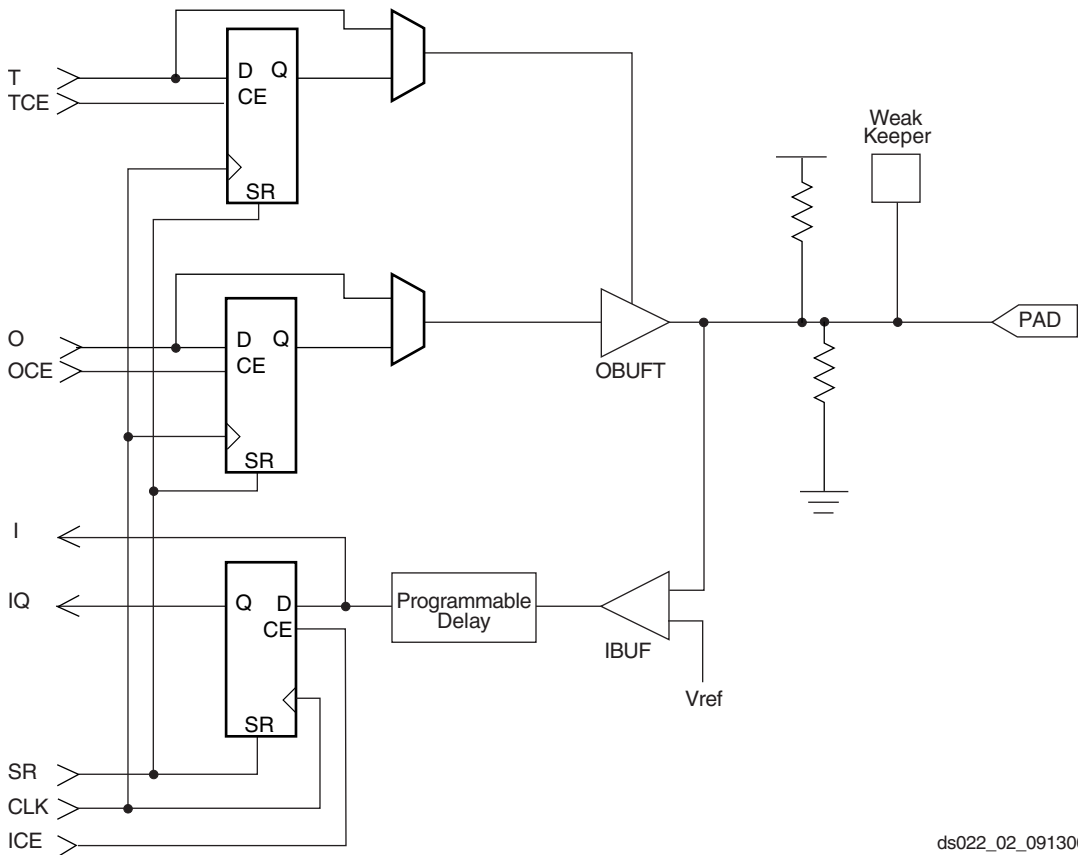 T
TCE
D Q
CE
SR
Weak
Keeper
O
OCE
D Q
CE
SR
OBUFT
PAD
I
IQ
Q D
CE
SR
Programmable
Delay
IBUF
Vref
SR
CLK
ICE